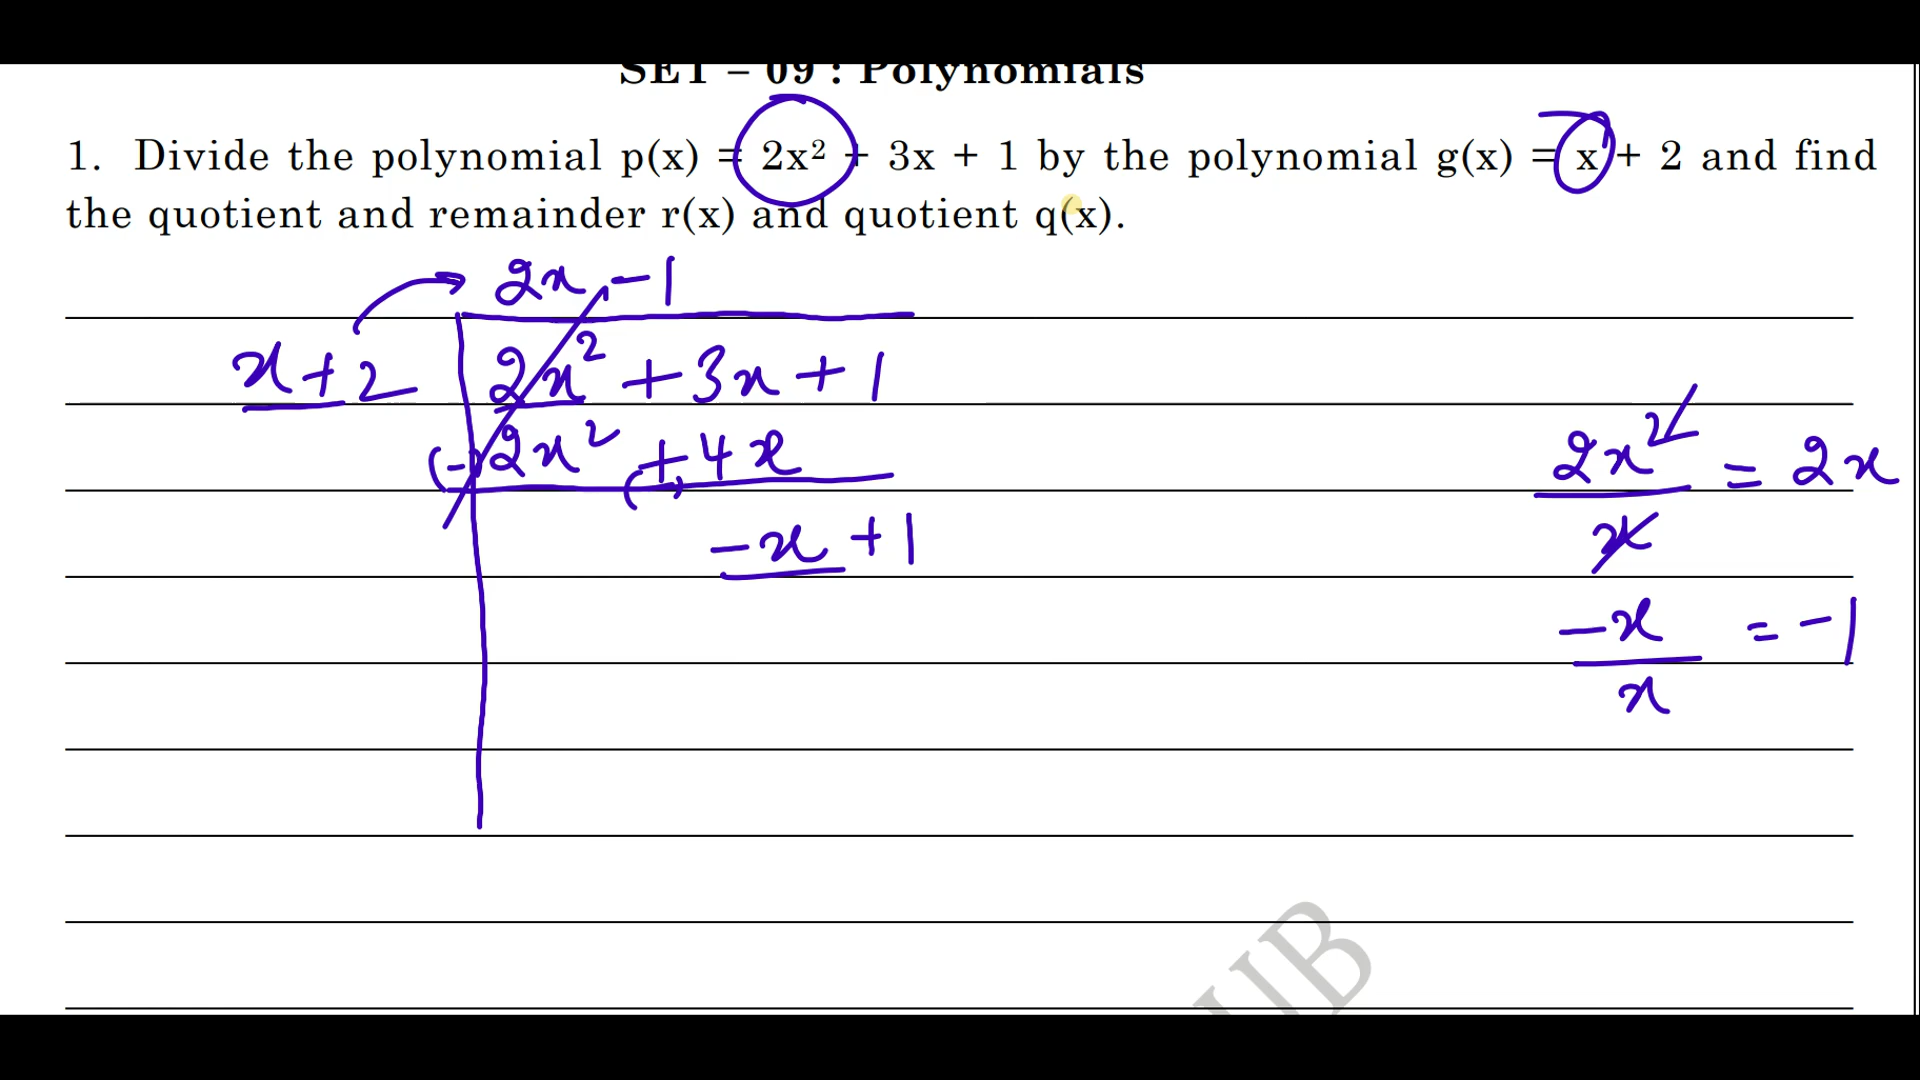 SET – 09 : Polynomials
1. Divide the polynomial p(x) = 2x² + 3x + 1 by the polynomial g(x) = x + 2 and find
the quotient and remainder r(x) and quotient q(x).
2x - 1
x + 2 2x² + 3x + 1
(-) 2x² + 4x
(-)
-x + 1
2x²/x = 2x
-x/x = -1
UB